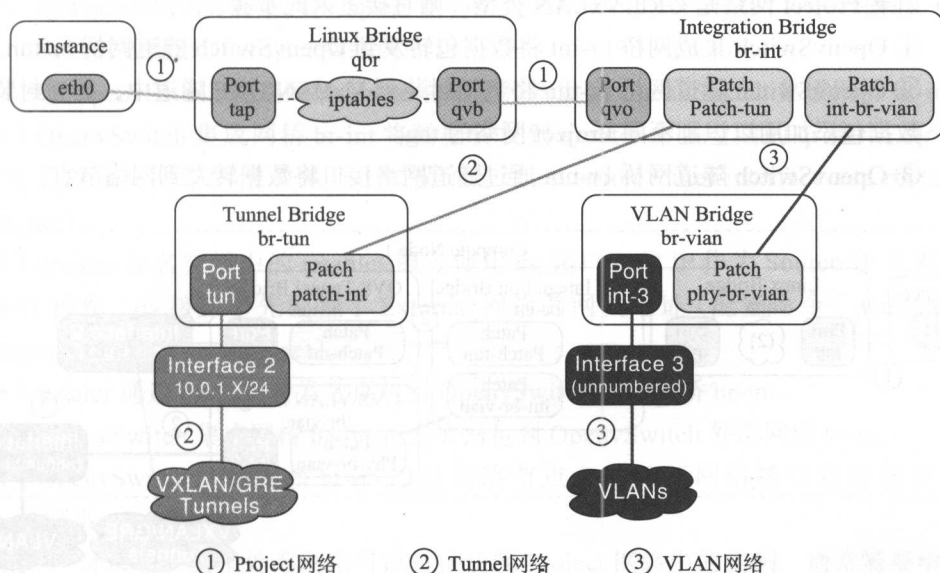 Instance
eth0
①
Linux Bridge
qbr
Port
tap
iptables
Port
qvb
①
Integration Bridge
br-int
Port
qvo
Patch
Patch-tun
Patch
int-br-vian
②
③
Tunnel Bridge
br-tun
Port
tun
Patch
patch-int
VLAN Bridge
br-vian
Port
int-3
Patch
phy-br-vian
Interface 2
10.0.1.X/24
Interface 3
(unnumbered)
②
③
VXLAN/GRE
Tunnels
VLANs
① Project网络 ② Tunnel网络 ③ VLAN网络